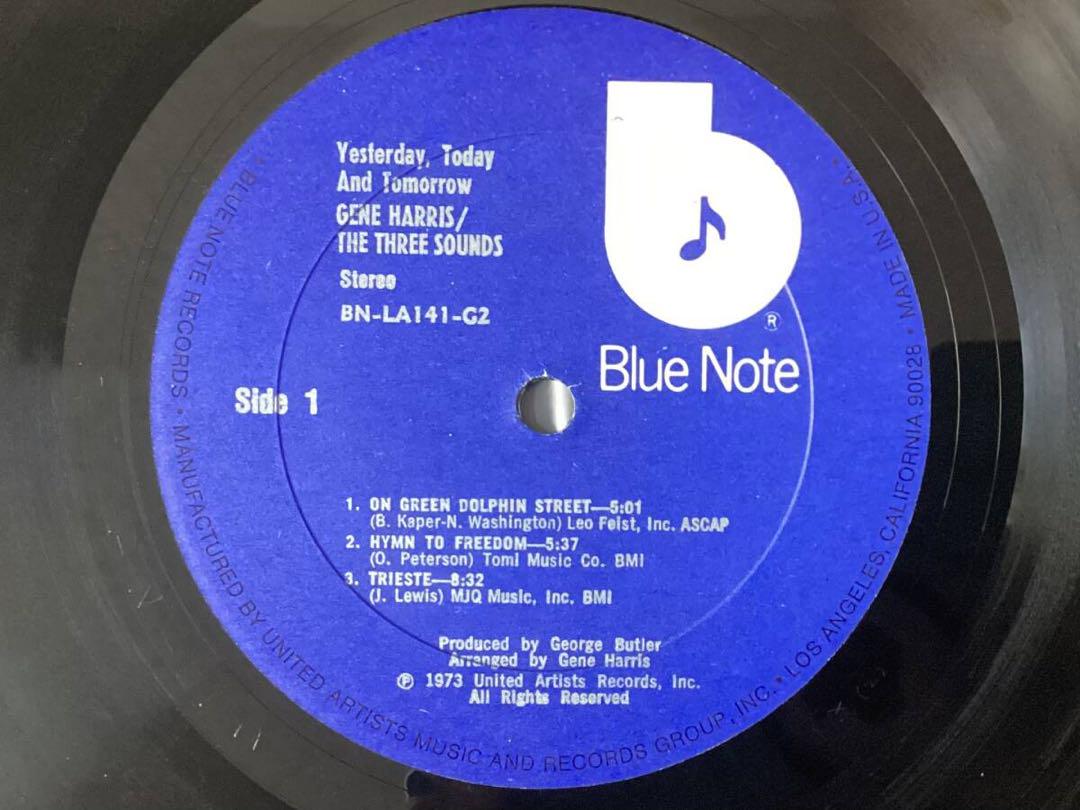 Yesterday, Today
And Tomorrow
GENE HARRIS/
THE THREE SOUNDS
Stereo
BN-LA141-G2
®
Blue Note
Side 1
1. ON GREEN DOLPHIN STREET—5:01
(B. Kaper-N. Washington) Leo Feist, Inc. ASCAP
2. HYMN TO FREEDOM—5:37
(O. Peterson) Tomi Music Co. BMI
3. TRIESTE—8:32
(J. Lewis) MJQ Music, Inc. BMI
Produced by George Butler
Arranged by Gene Harris
℗ 1973 United Artists Records, Inc.
All Rights Reserved
• BLUE NOTE RECORDS • MANUFACTURED BY UNITED ARTISTS MUSIC AND RECORDS GROUP, INC. • LOS ANGELES, CALIFORNIA 90028 • MADE IN U.S.A. •